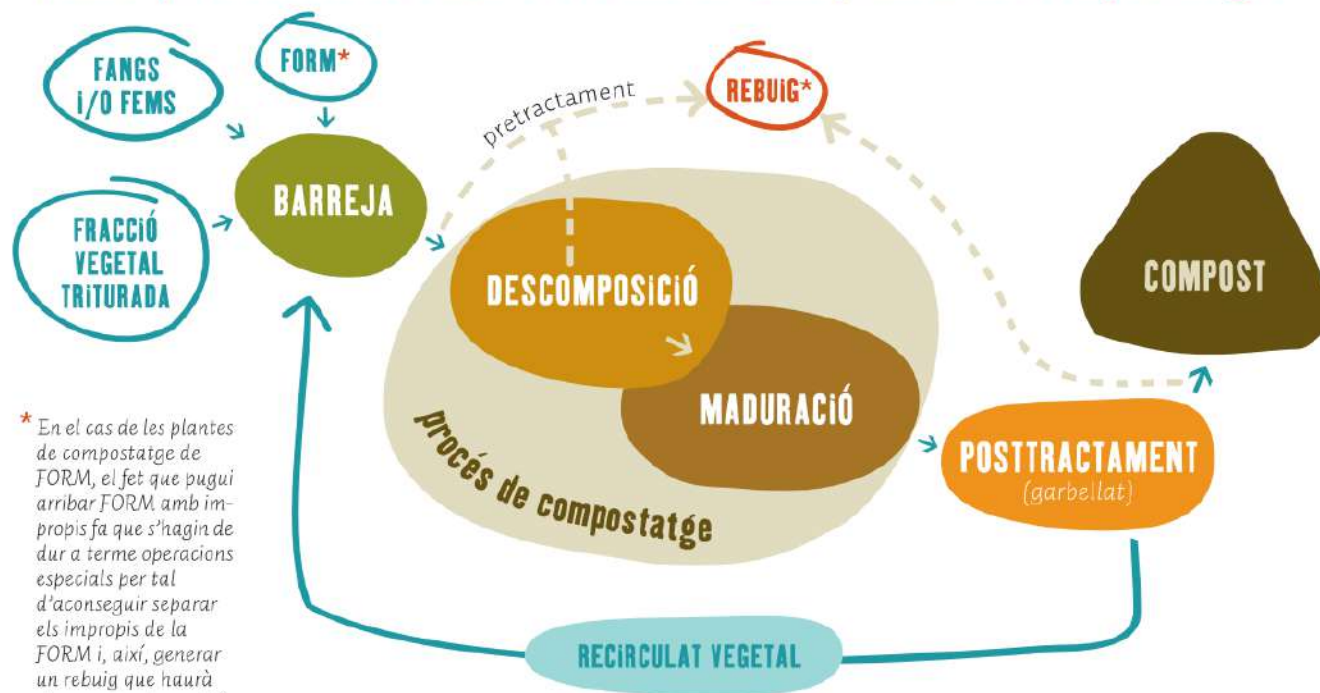 FANGS
i/O FEMS
FORM*
pretractament
REBUiG*
BARREJA
FRACCIÓ
VEGETAL
TRiTURADA
DESCOMPOSiCiÓ
COMPOST
MADURACiÓ
procés de compostatge
POSTTRACTAMENT
(garbellat)
RECiRCULAT VEGETAL
* En el cas de les plantes
de compostatge de
FORM, el fet que pugui
arribar FORM amb im-
propis fa que s'hagin de
dur a terme operacions
especials per tal
d'aconseguir separar
els impropis de la
FORM i, així, generar
un rebuig que haurà